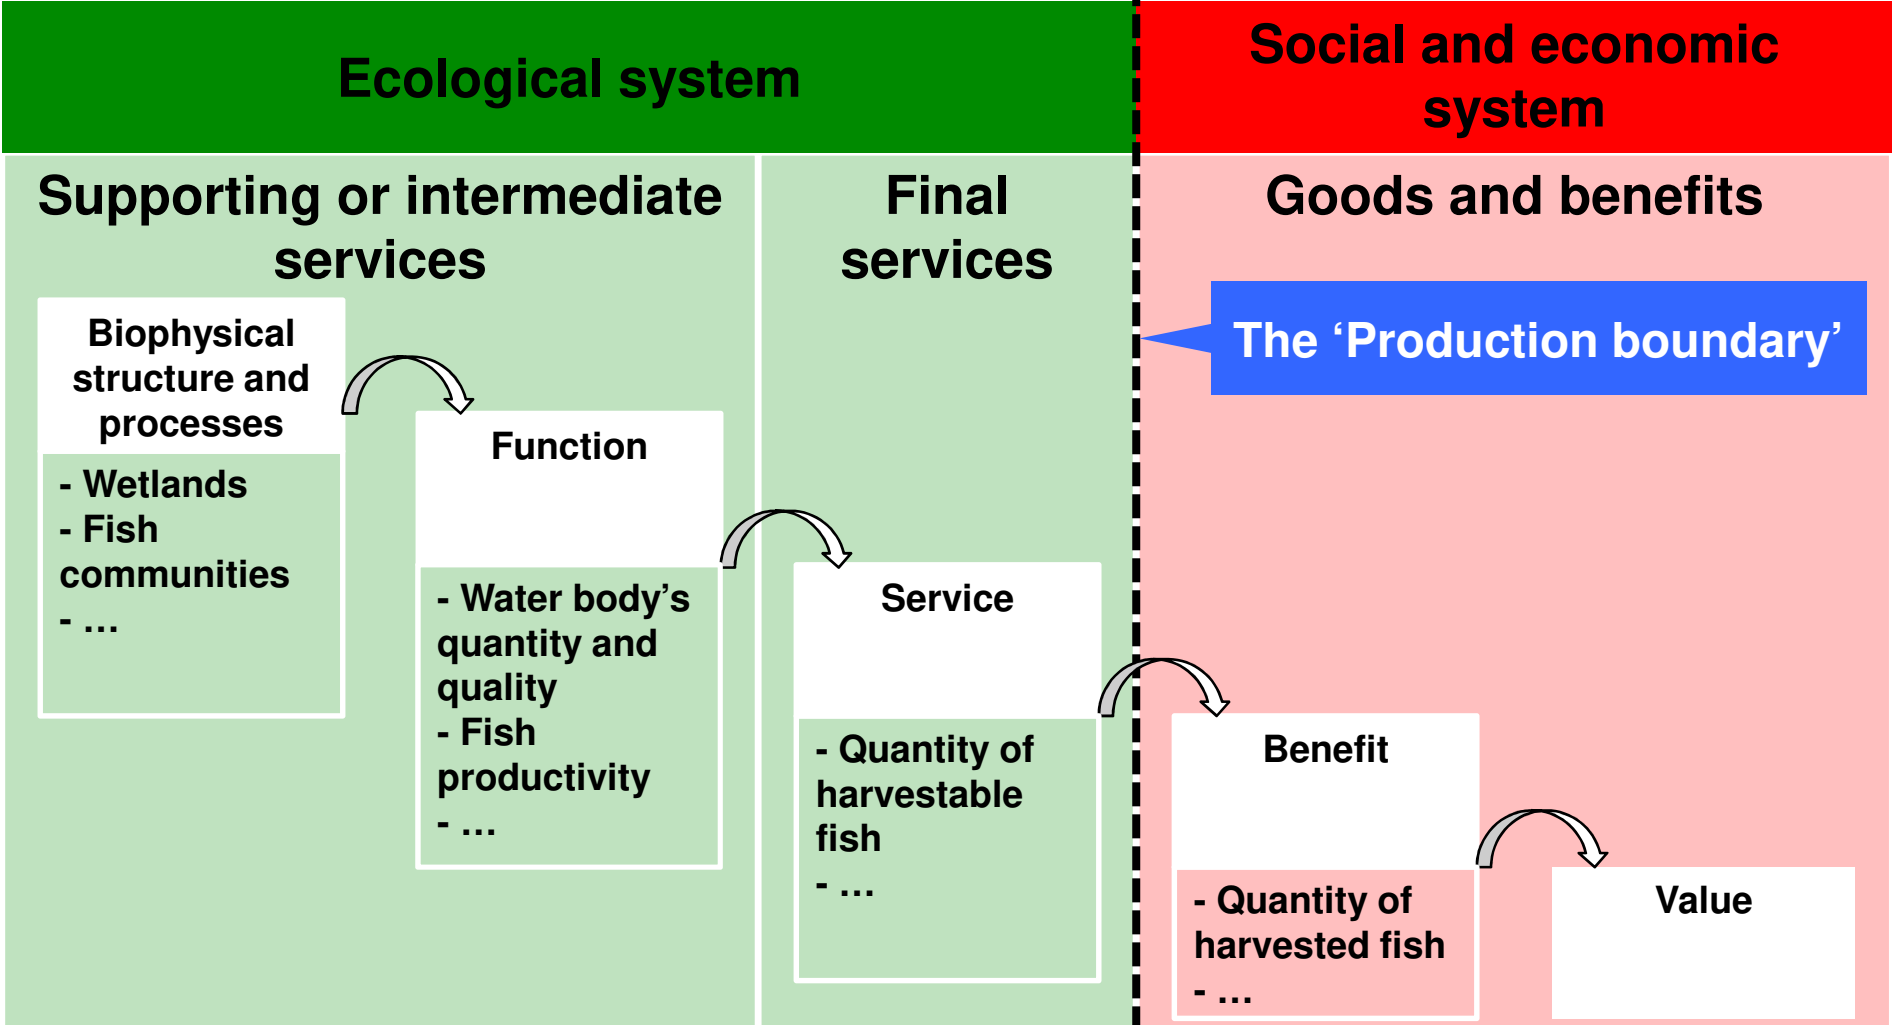 Ecological system
Social and economic
system
Supporting or intermediate
services
Final
services
Goods and benefits
The ‘Production boundary’
Biophysical
structure and
processes
- Wetlands
- Fish
communities
- ...
Function
- Water body’s
quantity and
quality
- Fish
productivity
- ...
Service
- Quantity of
harvestable
fish
- ...
Benefit
- Quantity of
harvested fish
- ...
Value